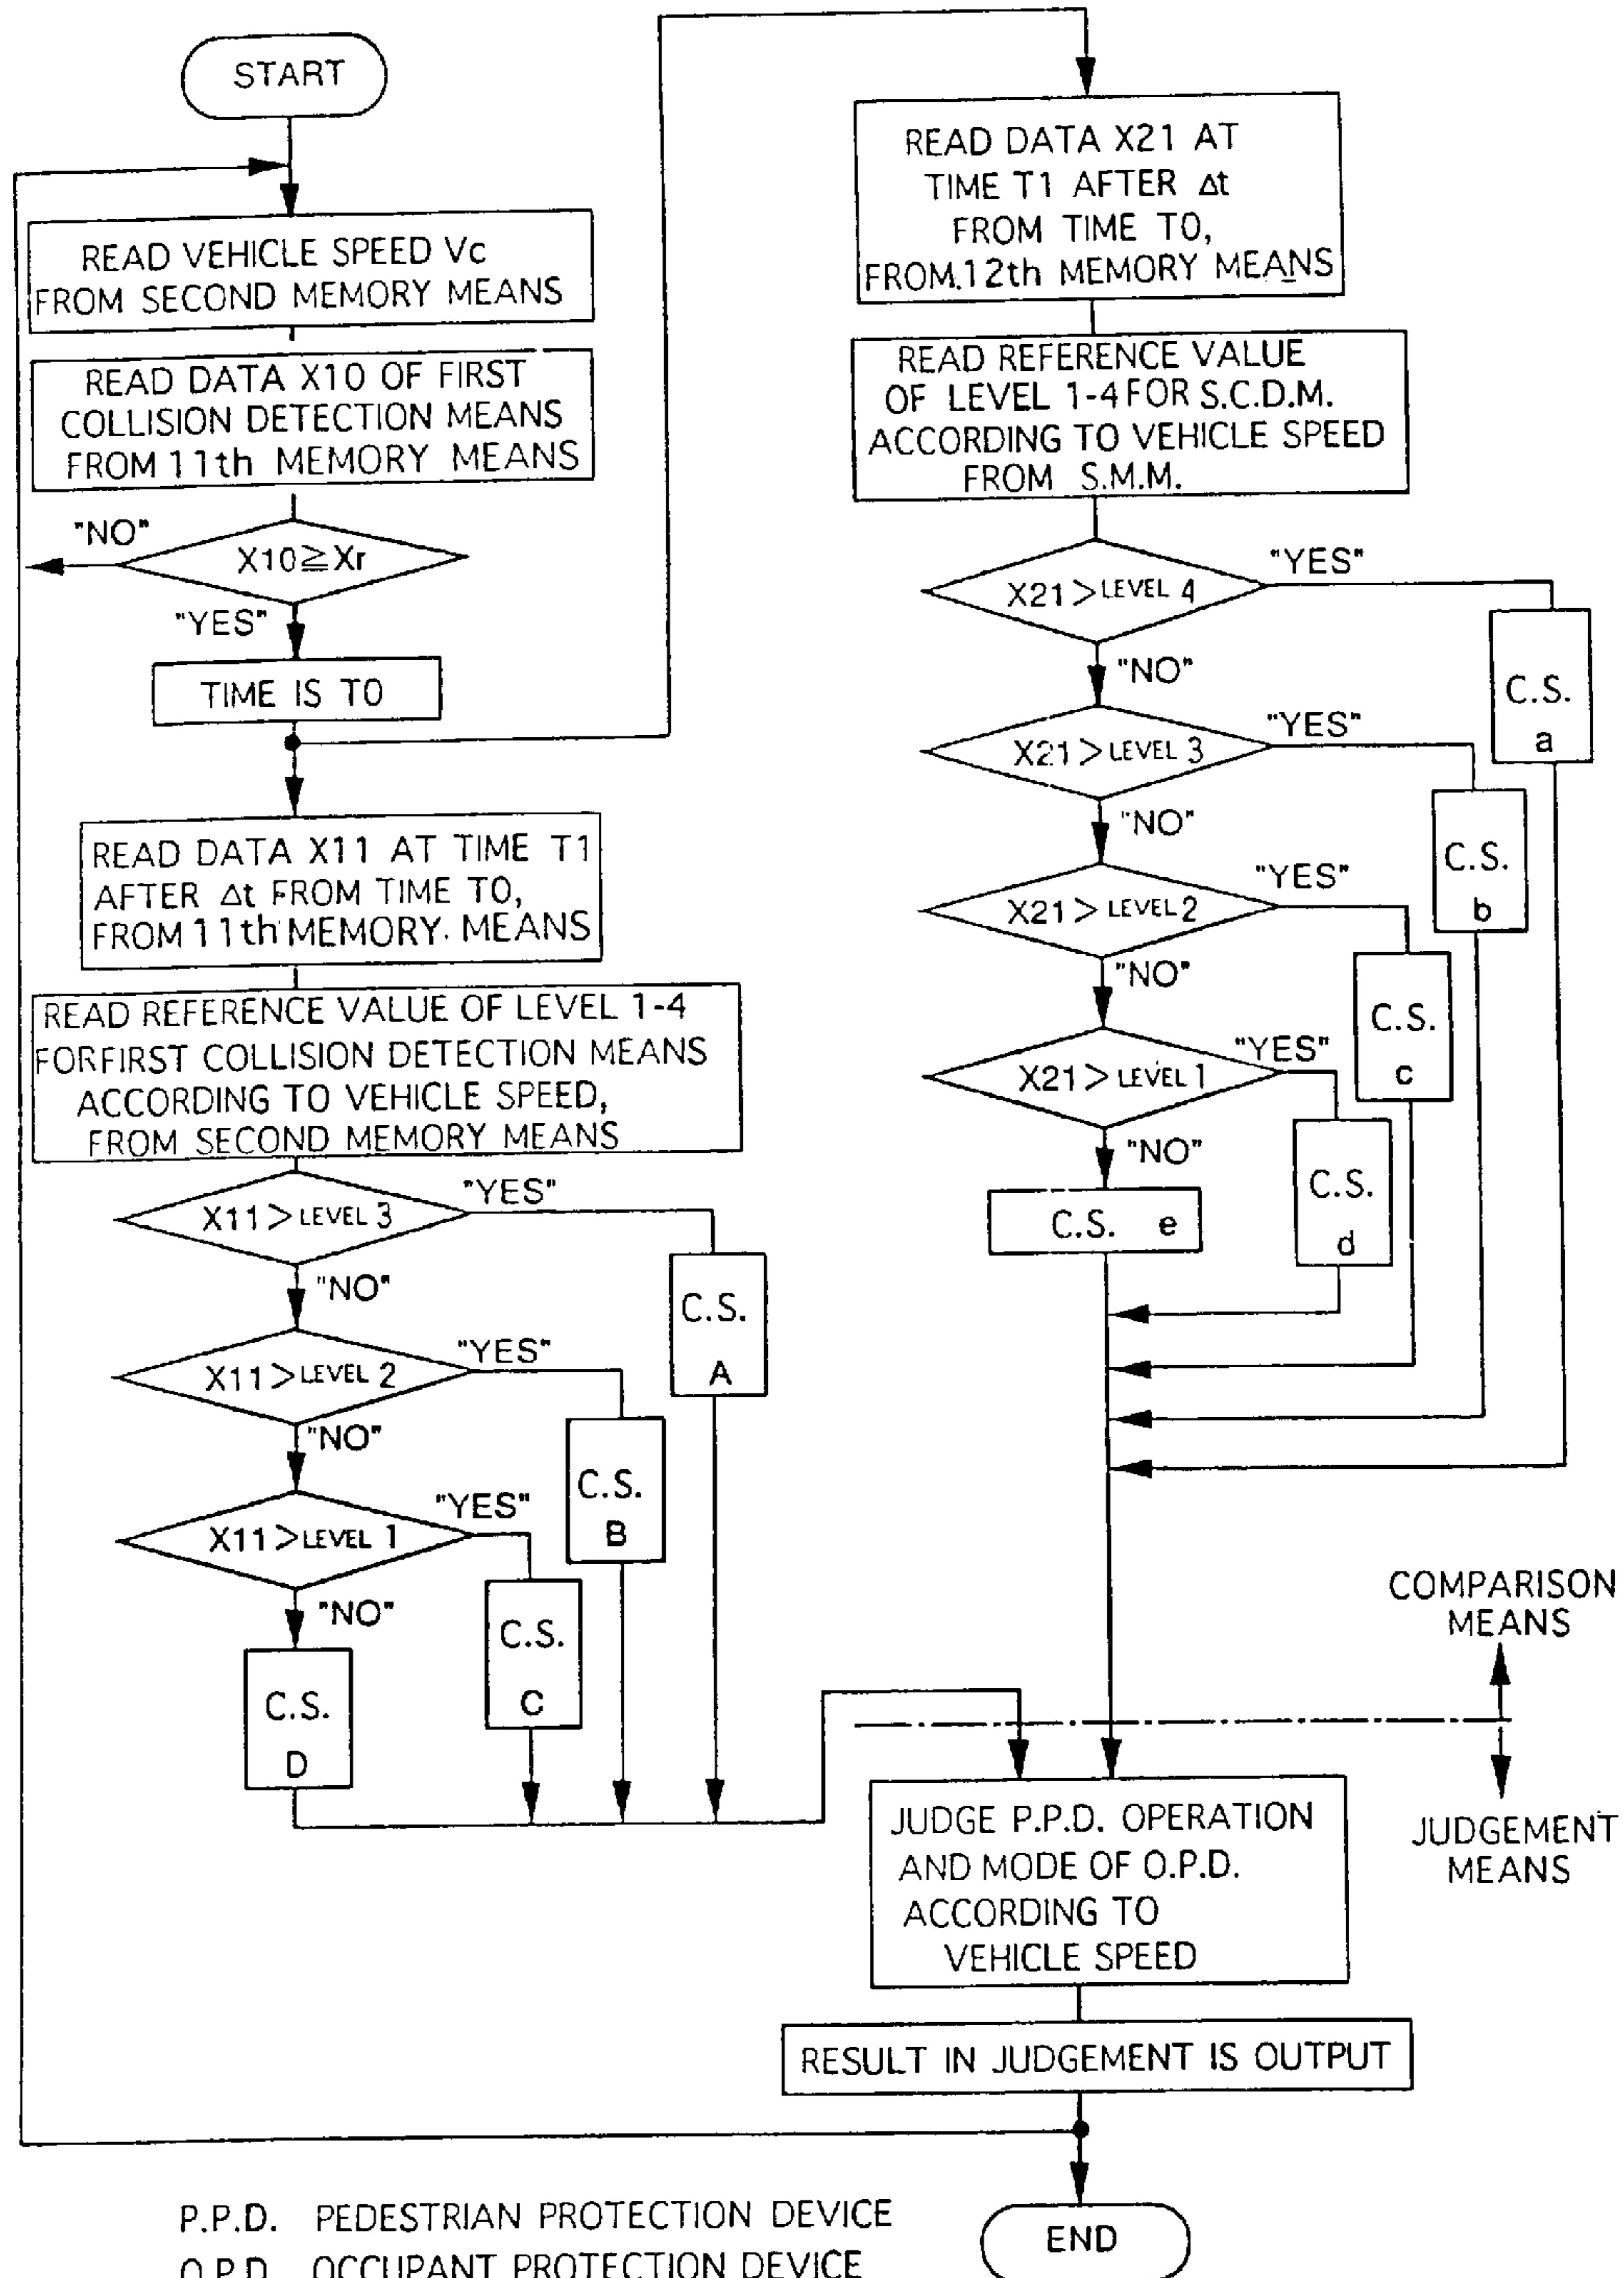 START
READ VEHICLE SPEED Vc
FROM SECOND MEMORY MEANS
READ DATA X10 OF FIRST
COLLISION DETECTION MEANS
FROM 11th MEMORY MEANS
"NO"
X10≧Xr
"YES"
TIME IS T0
READ DATA X11 AT TIME T1
AFTER Δt FROM TIME T0,
FROM 11th MEMORY. MEANS
READ REFERENCE VALUE OF LEVEL 1-4
FORFIRST COLLISION DETECTION MEANS
ACCORDING TO VEHICLE SPEED,
FROM SECOND MEMORY MEANS
X11>LEVEL 3
"YES"
"NO"
C.S.
A
X11>LEVEL 2
"YES"
"NO"
C.S.
B
X11>LEVEL 1
"YES"
"NO"
C.S.
C
C.S.
D
READ DATA X21 AT
TIME T1 AFTER Δt
FROM TIME T0,
FROM.12th MEMORY MEANS
READ REFERENCE VALUE
OF LEVEL 1-4 FOR S.C.D.M.
ACCORDING TO VEHICLE SPEED
FROM S.M.M.
X21>LEVEL 4
"YES"
"NO"
C.S.
a
X21>LEVEL 3
"YES"
"NO"
C.S.
b
X21>LEVEL 2
"YES"
"NO"
C.S.
c
X21>LEVEL 1
"YES"
"NO"
C.S.
d
C.S. e
COMPARISON
MEANS
JUDGEMENT
MEANS
JUDGE P.P.D. OPERATION
AND MODE OF O.P.D.
ACCORDING TO
VEHICLE SPEED
RESULT IN JUDGEMENT IS OUTPUT
END
P.P.D. PEDESTRIAN PROTECTION DEVICE
O.P.D. OCCUPANT PROTECTION DEVICE